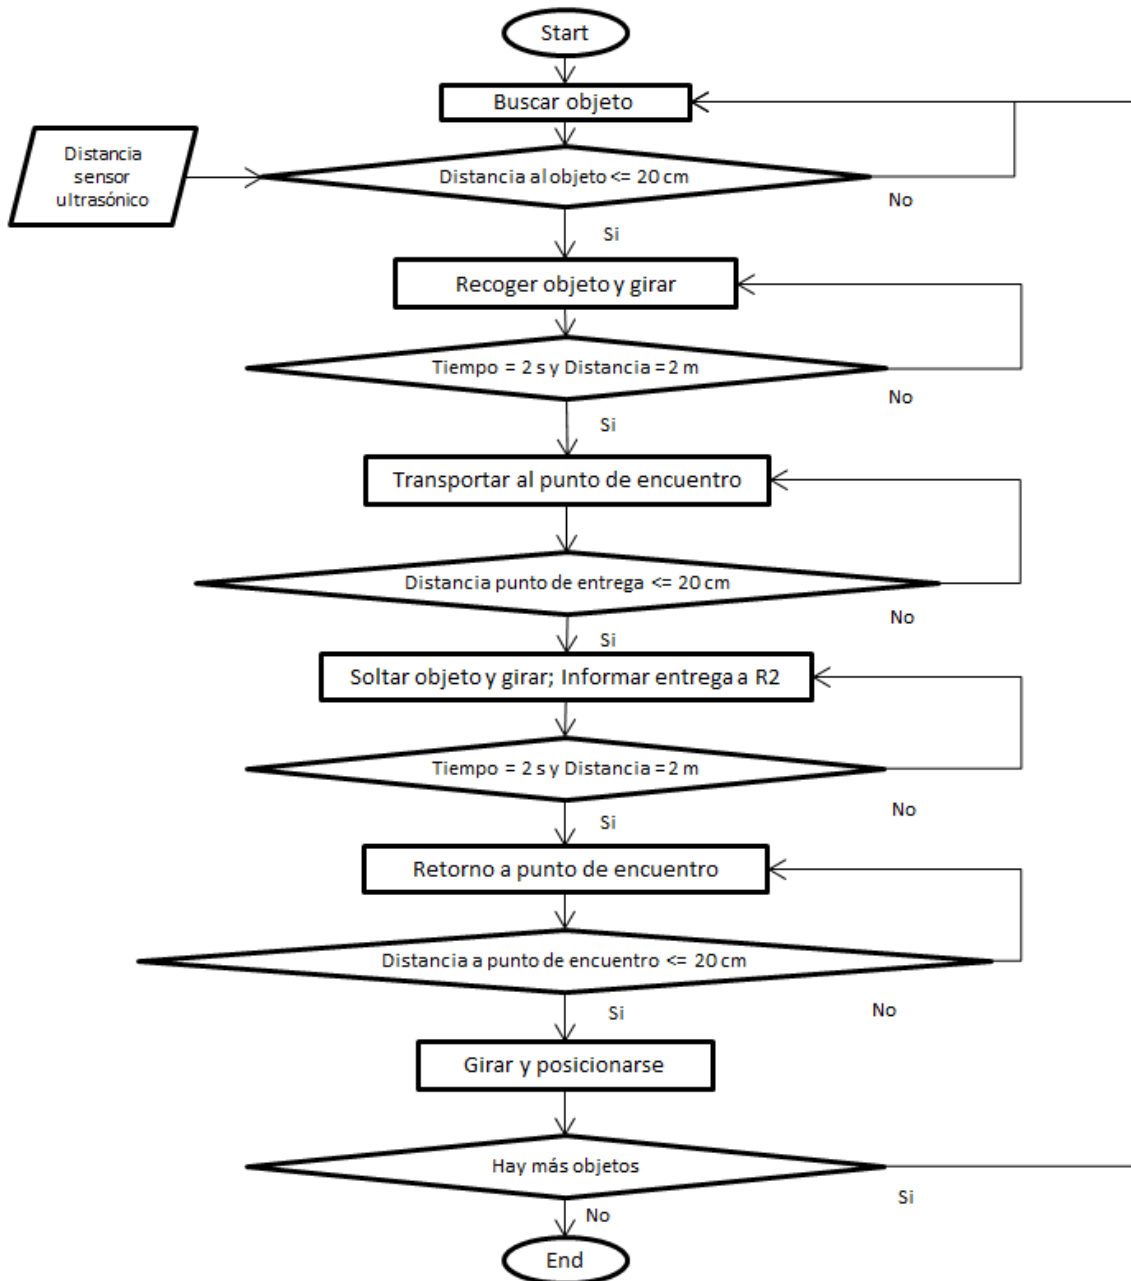 Start
Buscar objeto
Distancia
sensor
ultrasónico
Distancia al objeto <= 20 cm
No
Si
Recoger objeto y girar
Tiempo = 2 s y Distancia = 2 m
No
Si
Transportar al punto de encuentro
Distancia punto de entrega <= 20 cm
No
Si
Soltar objeto y girar; Informar entrega a R2
Tiempo = 2 s y Distancia = 2 m
No
Si
Retorno a punto de encuentro
Distancia a punto de encuentro <= 20 cm
No
Si
Girar y posicionarse
Hay más objetos
Si
No
End